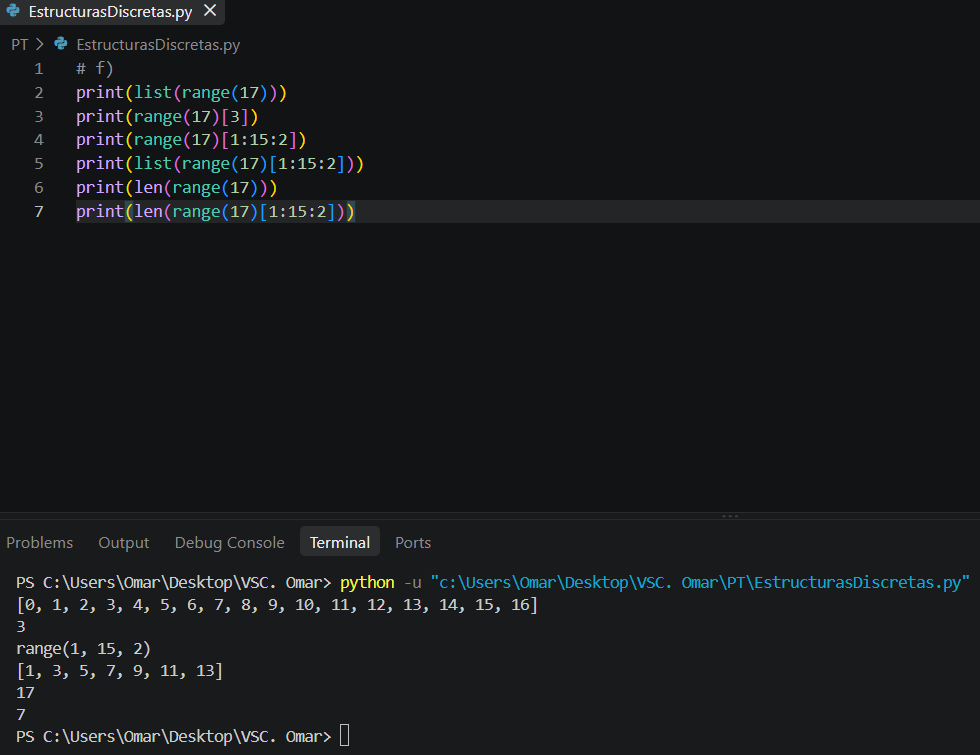 EstructurasDiscretas.py
PT > EstructurasDiscretas.py
1 # f)
2 print(list(range(17)))
3 print(range(17)[3])
4 print(range(17)[1:15:2])
5 print(list(range(17)[1:15:2]))
6 print(len(range(17)))
7 print(len(range(17)[1:15:2]))
Problems Output Debug Console Terminal Ports
PS C:\Users\Omar\Desktop\VSC. Omar> python -u "c:\Users\Omar\Desktop\VSC. Omar\PT\EstructurasDiscretas.py"
[0, 1, 2, 3, 4, 5, 6, 7, 8, 9, 10, 11, 12, 13, 14, 15, 16]
3
range(1, 15, 2)
[1, 3, 5, 7, 9, 11, 13]
17
7
PS C:\Users\Omar\Desktop\VSC. Omar>